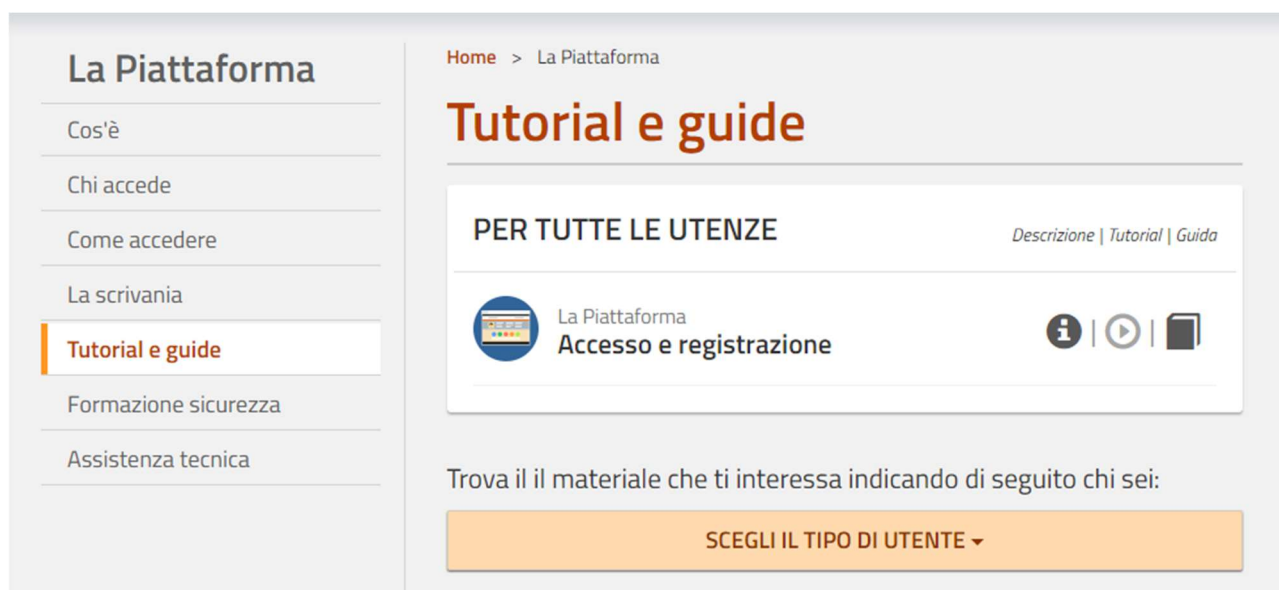 La Piattaforma
Cos'è
Chi accede
Come accedere
La scrivania
Tutorial e guide
Formazione sicurezza
Assistenza tecnica
Home > La Piattaforma
Tutorial e guide
PER TUTTE LE UTENZE
Descrizione | Tutorial | Guida
La Piattaforma
Accesso e registrazione
Trova il il materiale che ti interessa indicando di seguito chi sei:
SCEGLI IL TIPO DI UTENTE